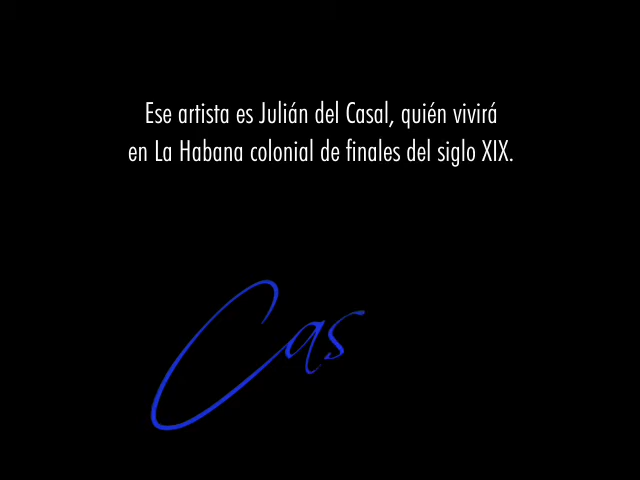 Ese artista es Julián del Casal, quién vivirá
en La Habana colonial de finales del siglo XIX.
Cas